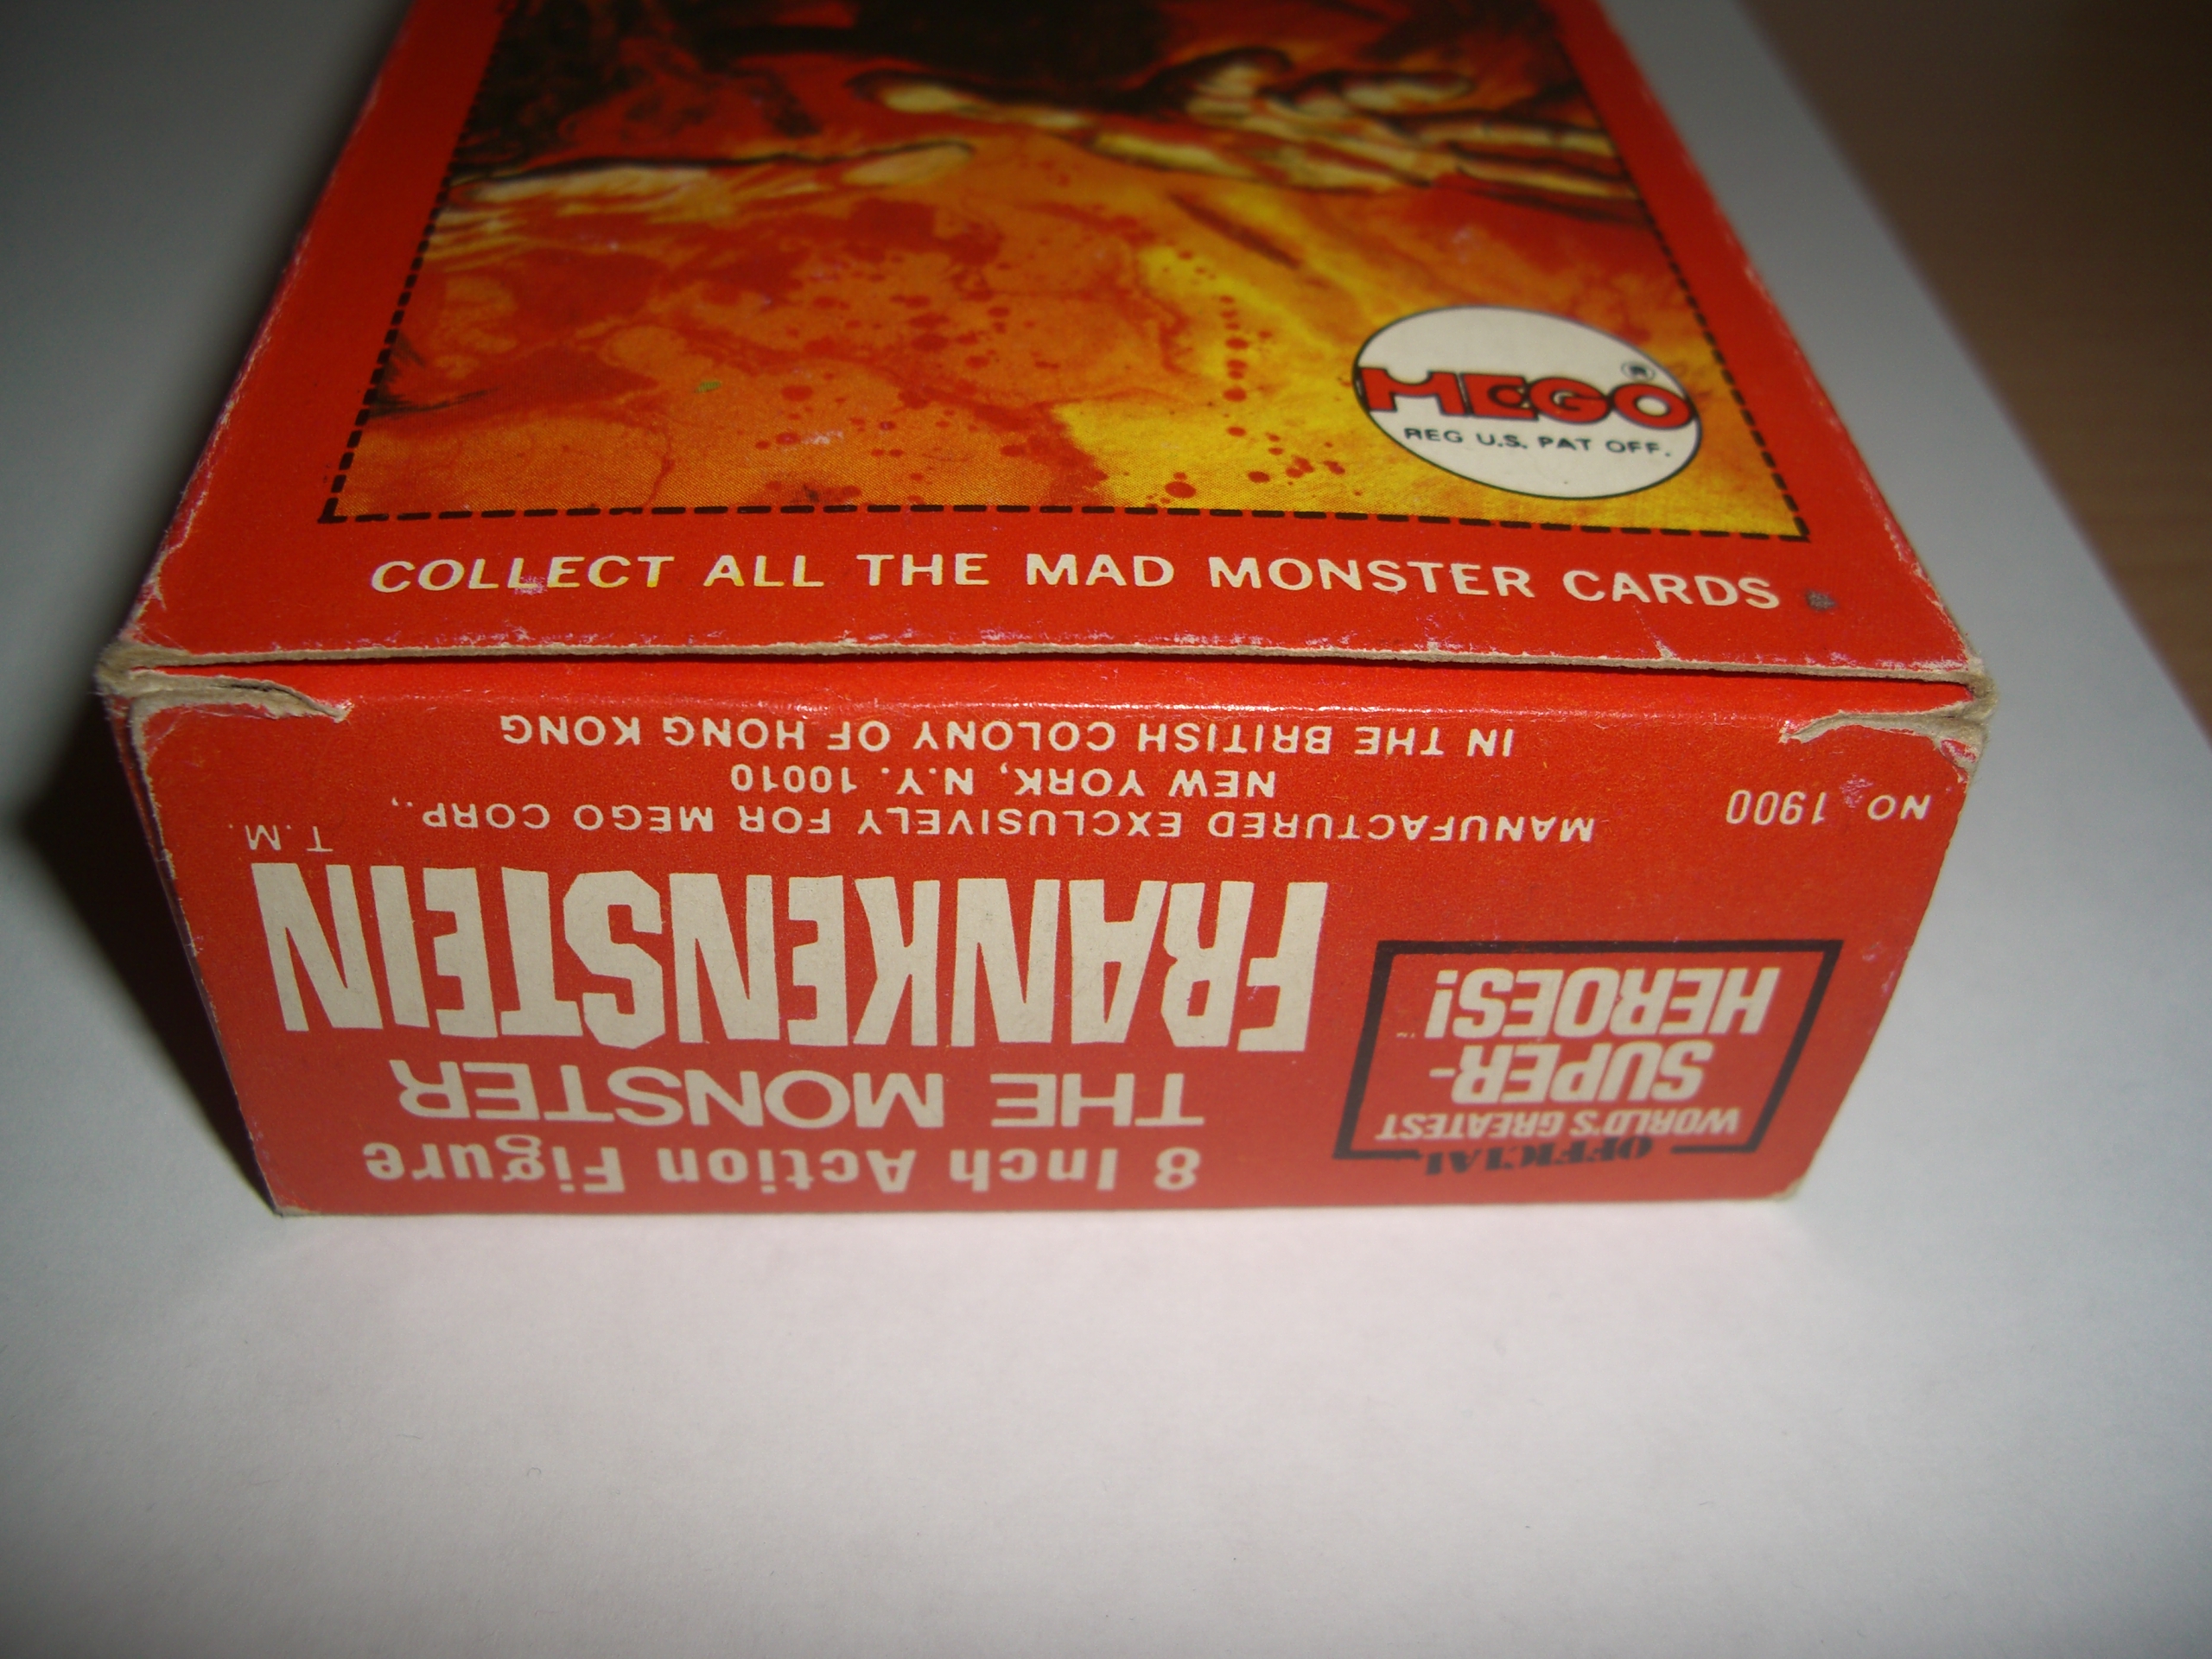 MEGO ®
REG U.S. PAT OFF.
COLLECT ALL THE MAD MONSTER CARDS
OFFICIAL
WORLD'S GREATEST
SUPER-
HEROES!
8 Inch Action Figure
THE MONSTER
FRANKENSTEIN
T.M.
NO. 1900
MANUFACTURED EXCLUSIVELY FOR MEGO CORP.,
NEW YORK, N.Y. 10010
IN THE BRITISH COLONY OF HONG KONG